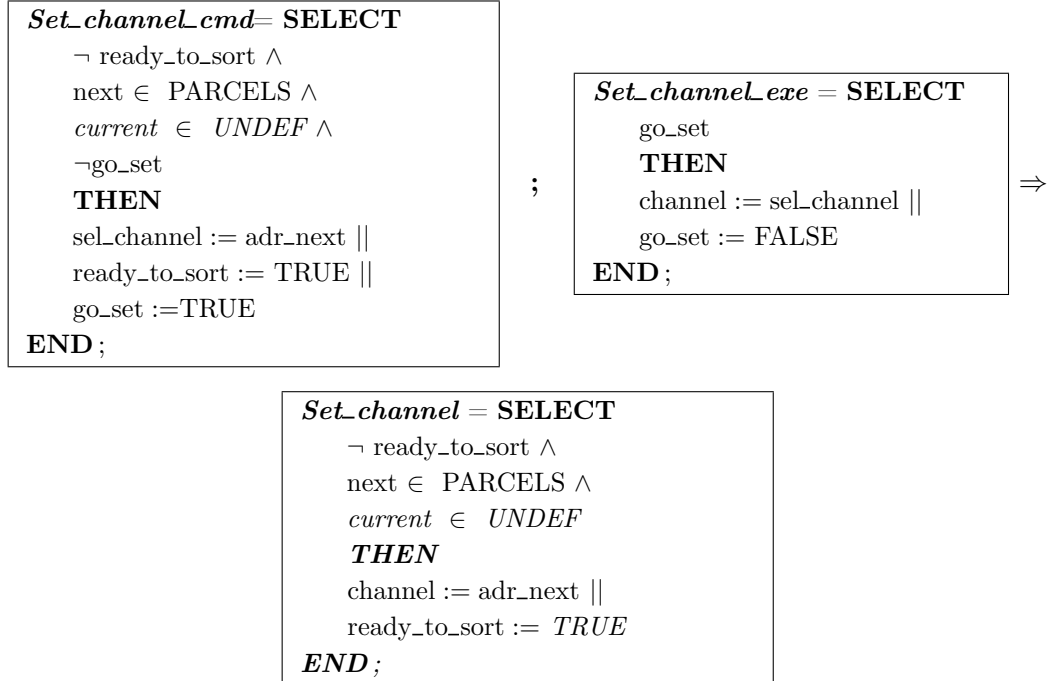 Set_channel_cmd= SELECT
¬ ready_to_sort ∧
next ∈ PARCELS ∧
current ∈ UNDEF ∧
¬go_set
THEN
sel_channel := adr_next ||
ready_to_sort := TRUE ||
go_set :=TRUE
END ;
;
Set_channel_exe = SELECT
go_set
THEN
channel := sel_channel ||
go_set := FALSE
END ;
⇒
Set_channel = SELECT
¬ ready_to_sort ∧
next ∈ PARCELS ∧
current ∈ UNDEF
THEN
channel := adr_next ||
ready_to_sort := TRUE
END ;